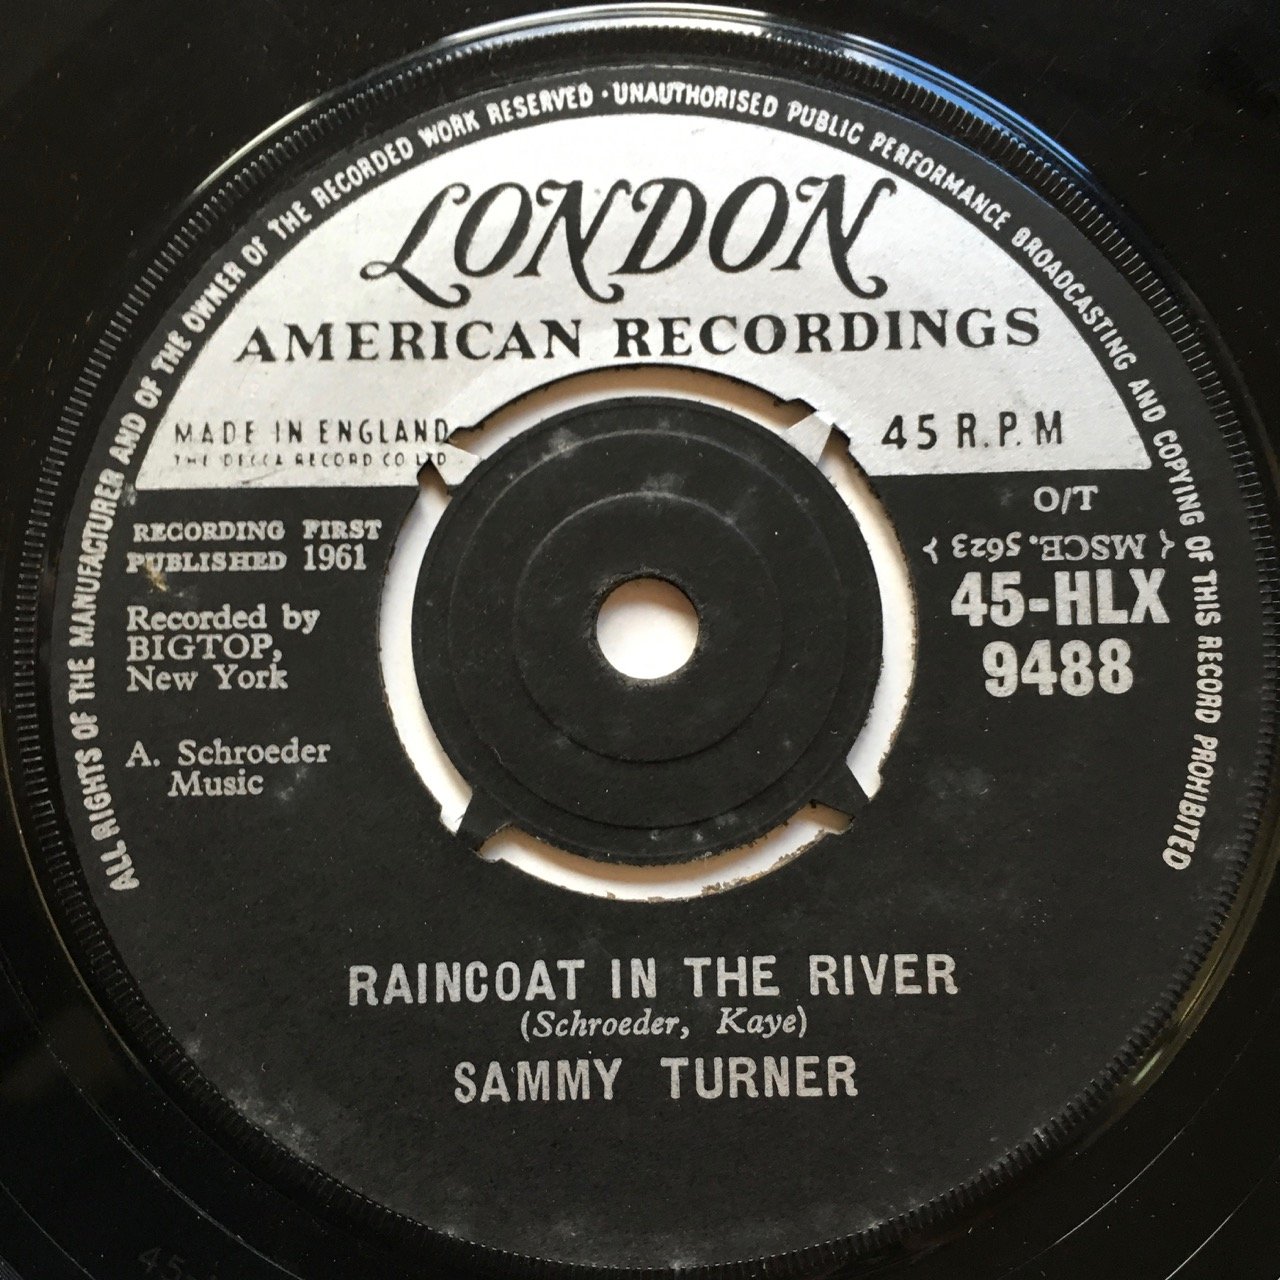 ALL RIGHTS OF THE MANUFACTURER AND OF THE OWNER OF THE RECORDED WORK RESERVED · UNAUTHORISED PUBLIC PERFORMANCE BROADCASTING AND COPYING OF THIS RECORD PROHIBITED
LONDON
AMERICAN RECORDINGS
MADE IN ENGLAND
THE DECCA RECORD CO LTD
45 R.P.M
RECORDING FIRST
PUBLISHED 1961
Recorded by
BIGTOP,
New York
A. Schroeder
Music
O/T
{ MSCE. 5623 }
45-HLX
9488
RAINCOAT IN THE RIVER
(Schroeder, Kaye)
SAMMY TURNER